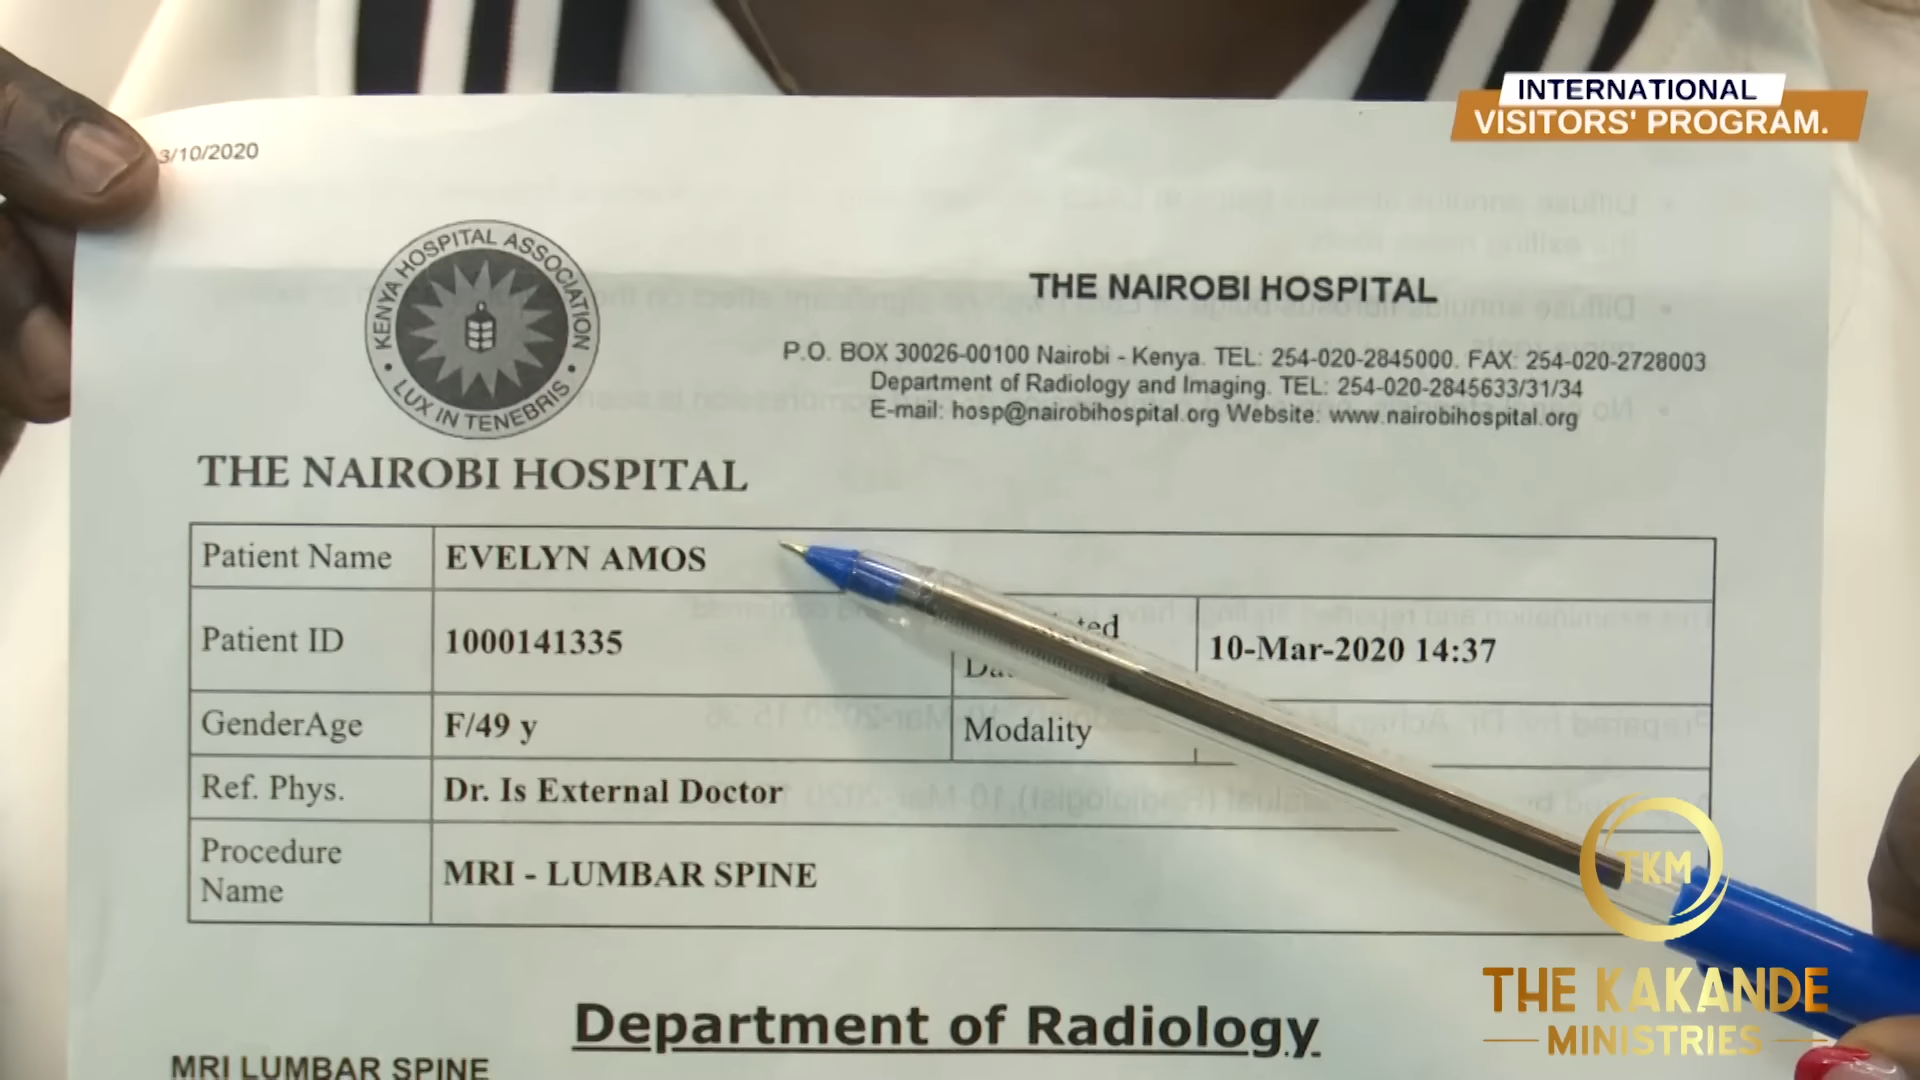 INTERNATIONAL
VISITORS' PROGRAM.
3/10/2020
KENYA HOSPITAL ASSOCIATION
LUX IN TENEBRIS
THE NAIROBI HOSPITAL
P.O. BOX 30026-00100 Nairobi - Kenya. TEL: 254-020-2845000. FAX: 254-020-2728003
Department of Radiology and Imaging. TEL: 254-020-2845633/31/34
E-mail: hosp@nairobihospital.org Website: www.nairobihospital.org
THE NAIROBI HOSPITAL
Patient Name EVELYN AMOS
Patient ID 1000141335 10-Mar-2020 14:37
GenderAge F/49 y Modality
Ref. Phys. Dr. Is External Doctor
Procedure
Name MRI - LUMBAR SPINE
Department of Radiology
MRI LUMBAR SPINE
TKM
THE KAKANDE
MINISTRIES